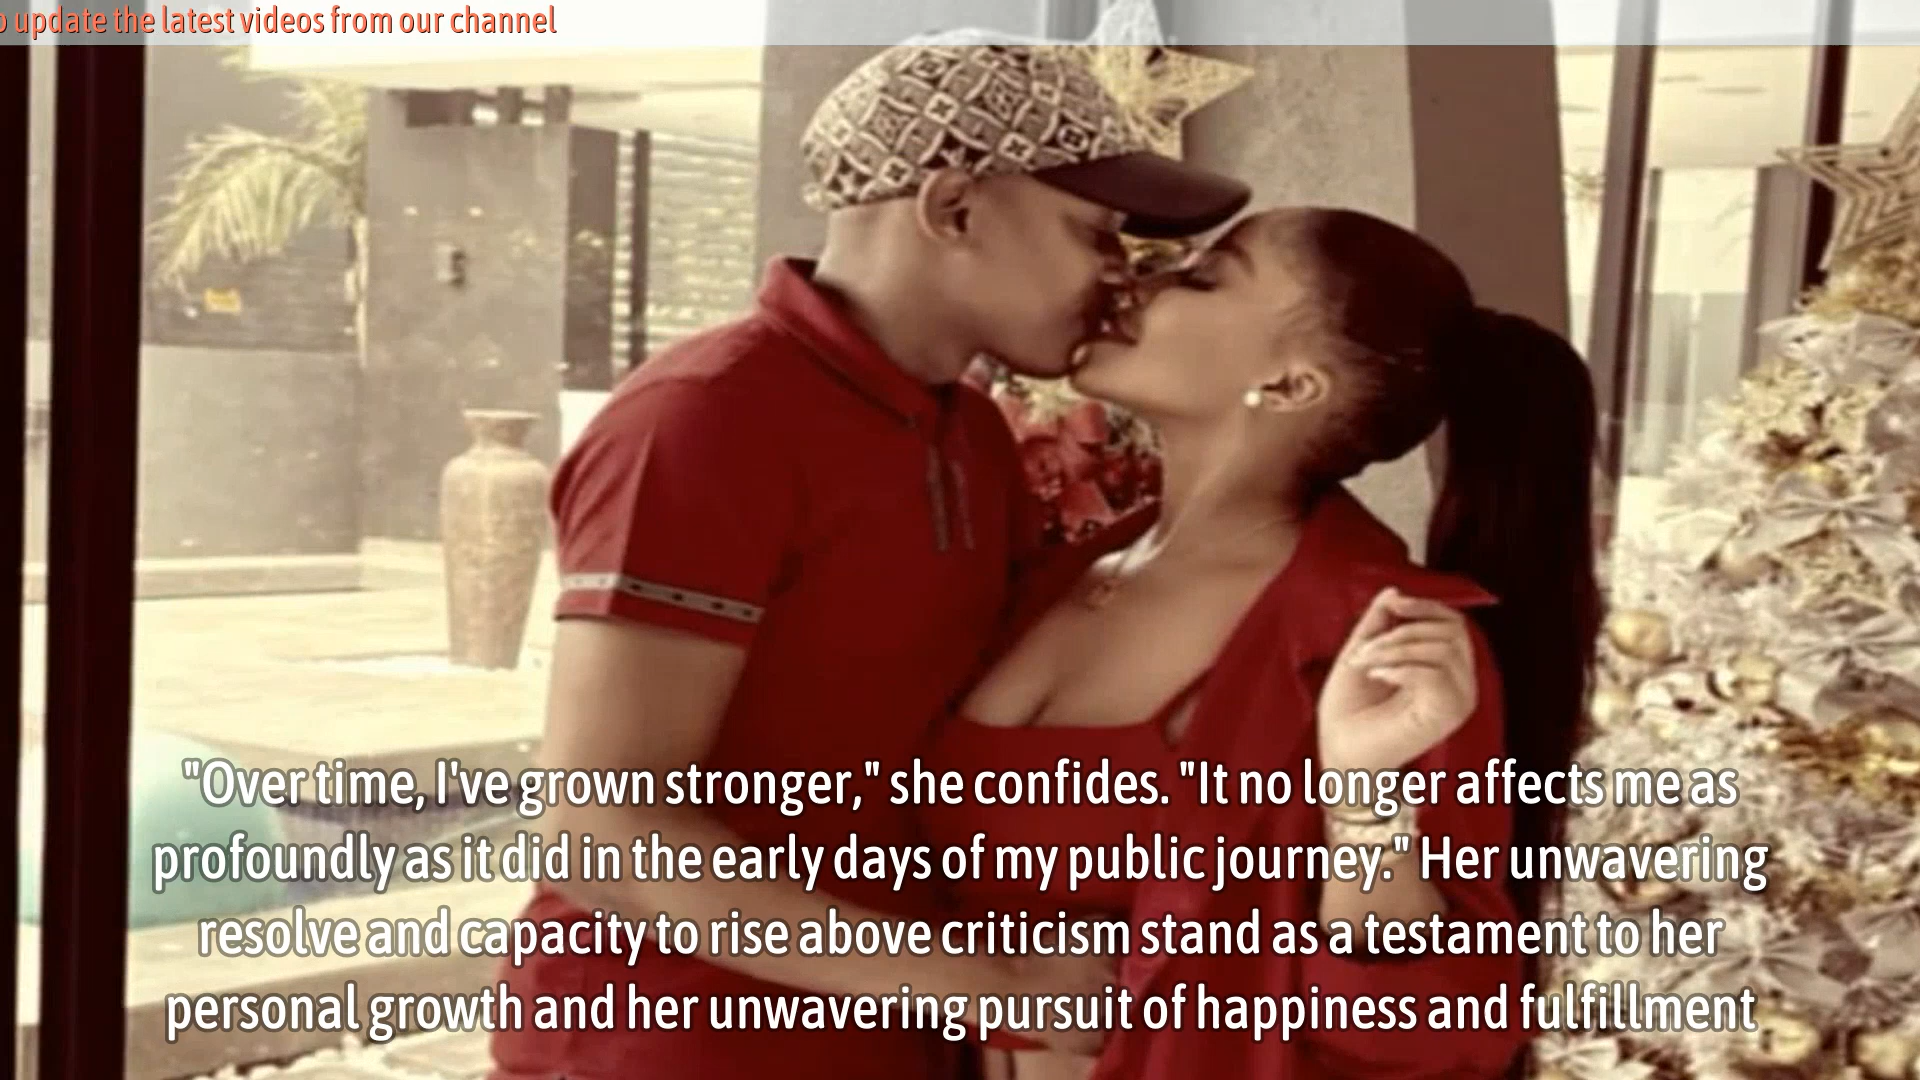 update the latest videos from our channel
"Over time, I've grown stronger," she confides. "It no longer affects me as
profoundly as it did in the early days of my public journey." Her unwavering
resolve and capacity to rise above criticism stand as a testament to her
personal growth and her unwavering pursuit of happiness and fulfillment